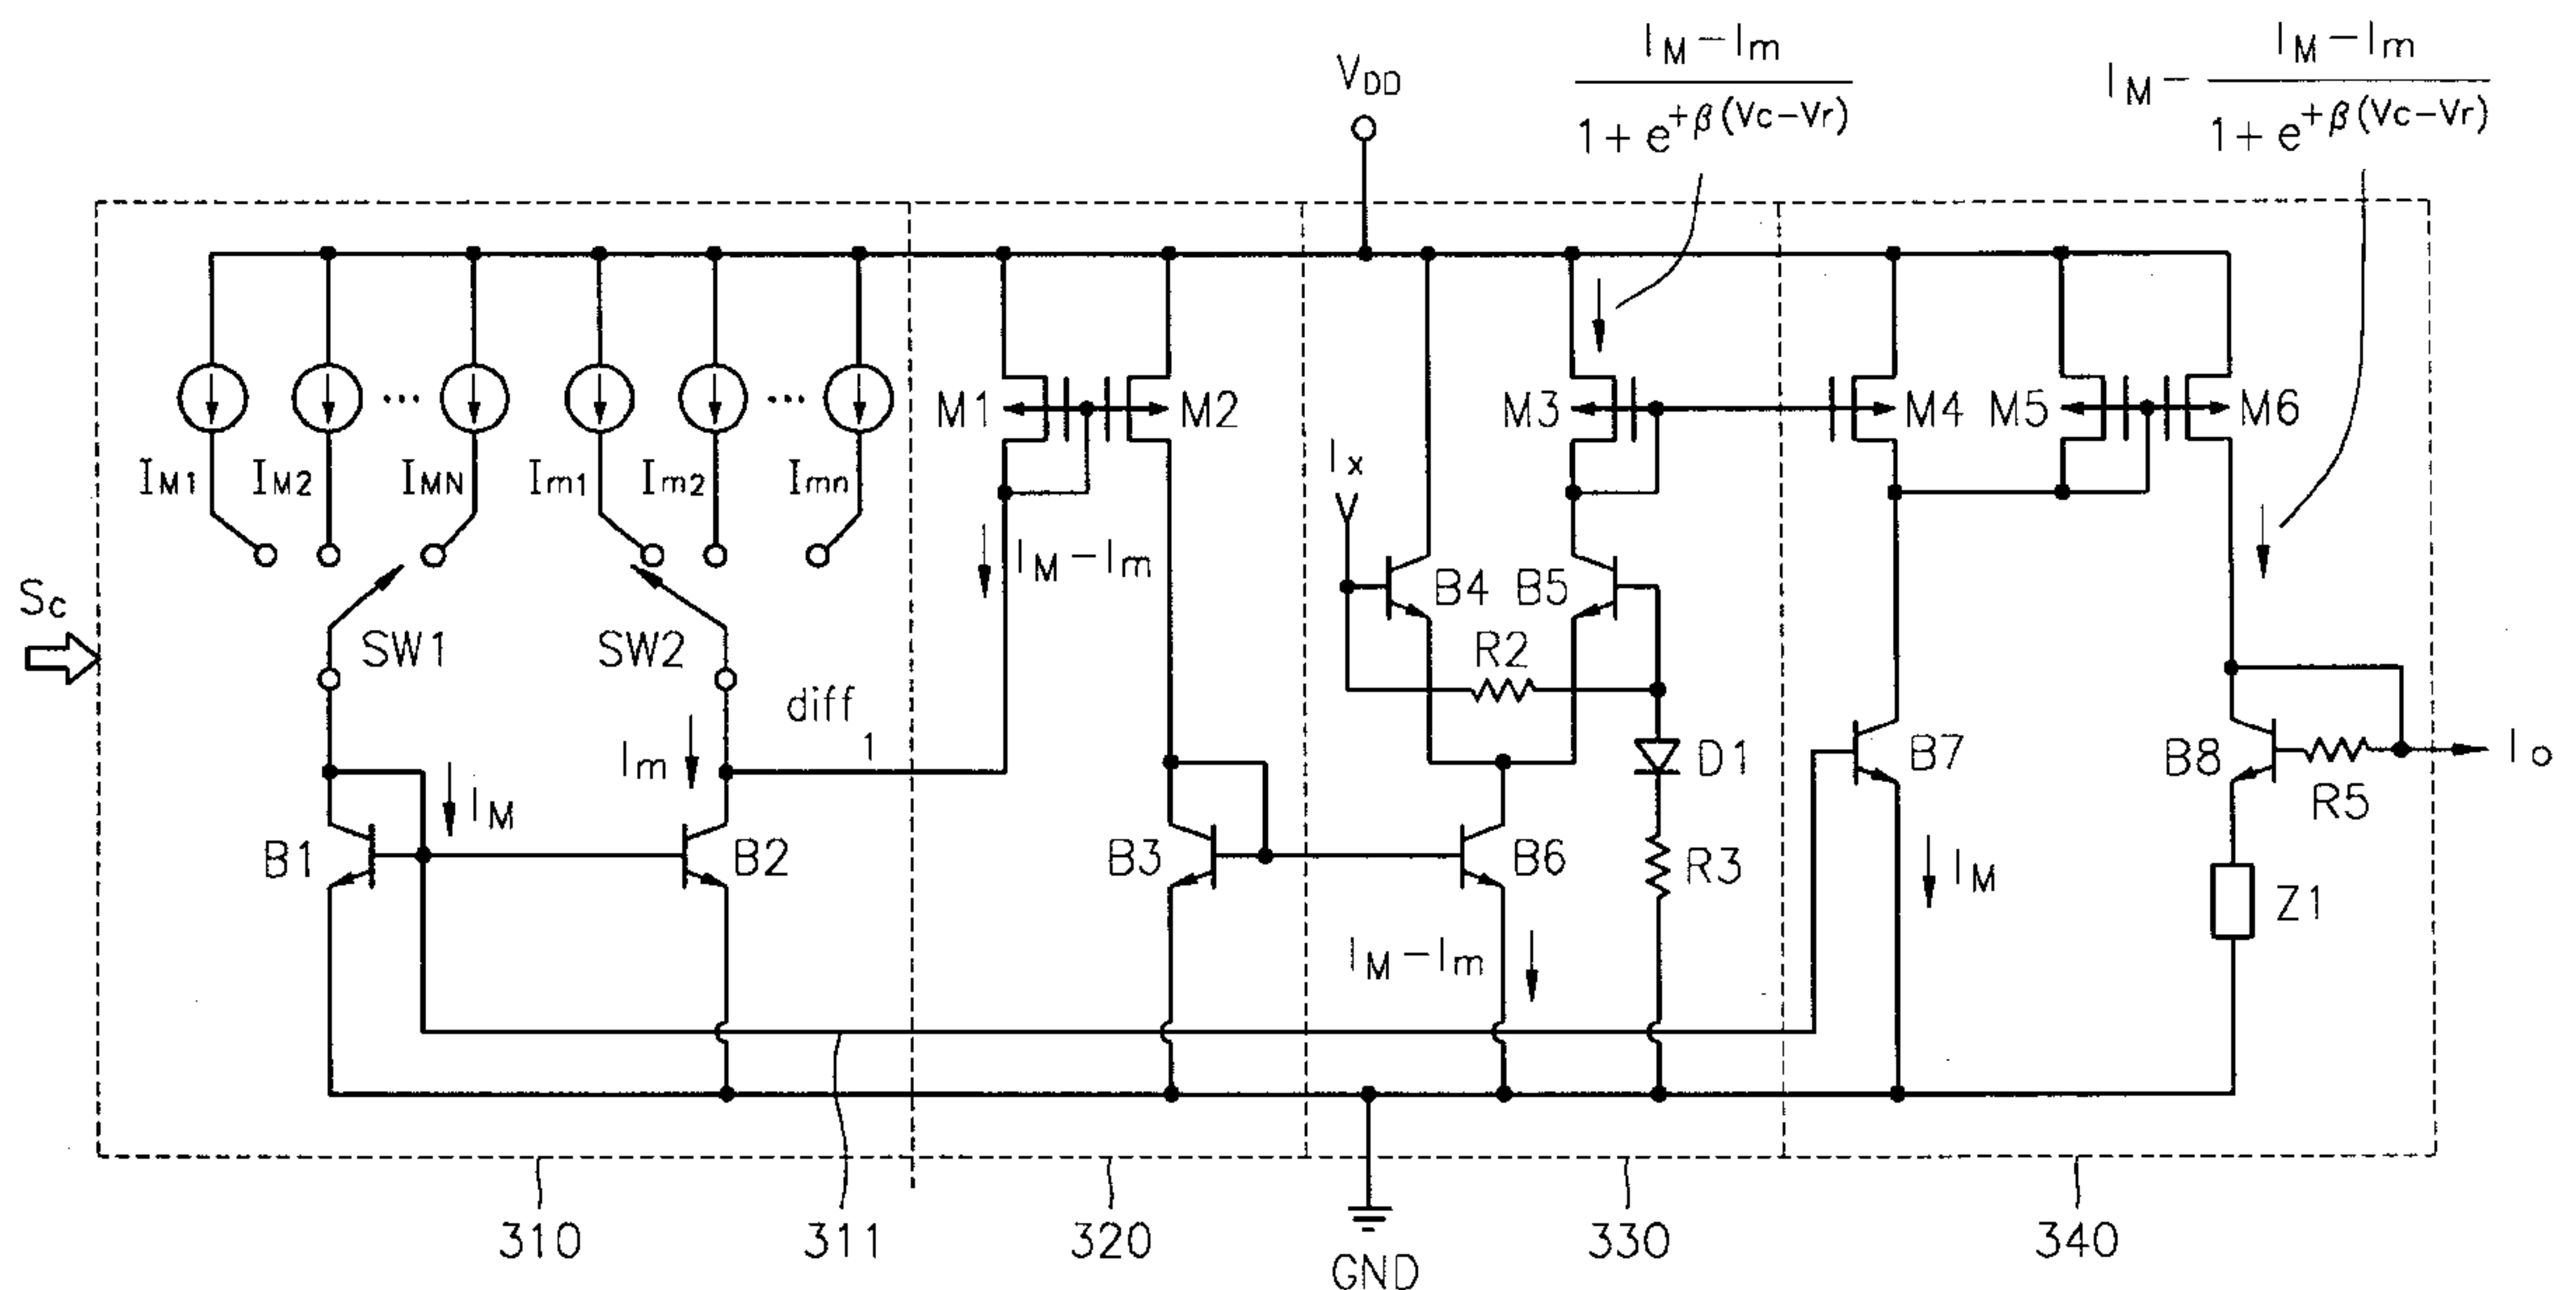 V_DD
I_M − I_m
1 + e^{+β(Vc−Vr)}
I_M − (I_M − I_m)
1 + e^{+β(Vc−Vr)}
I_M1 I_M2 ... I_MN I_m1 I_m2 ... I_mn
M1 M2 M3 M4 M5 M6
I_x
I_M − I_m
Sc
SW1 SW2
B4 B5
R2
diff1
I_m
I_M
D1
B7
B8
R5
I_o
B1 B2 B3 B6
R3
I_M
Z1
I_M − I_m
310 311 320 330 340
GND